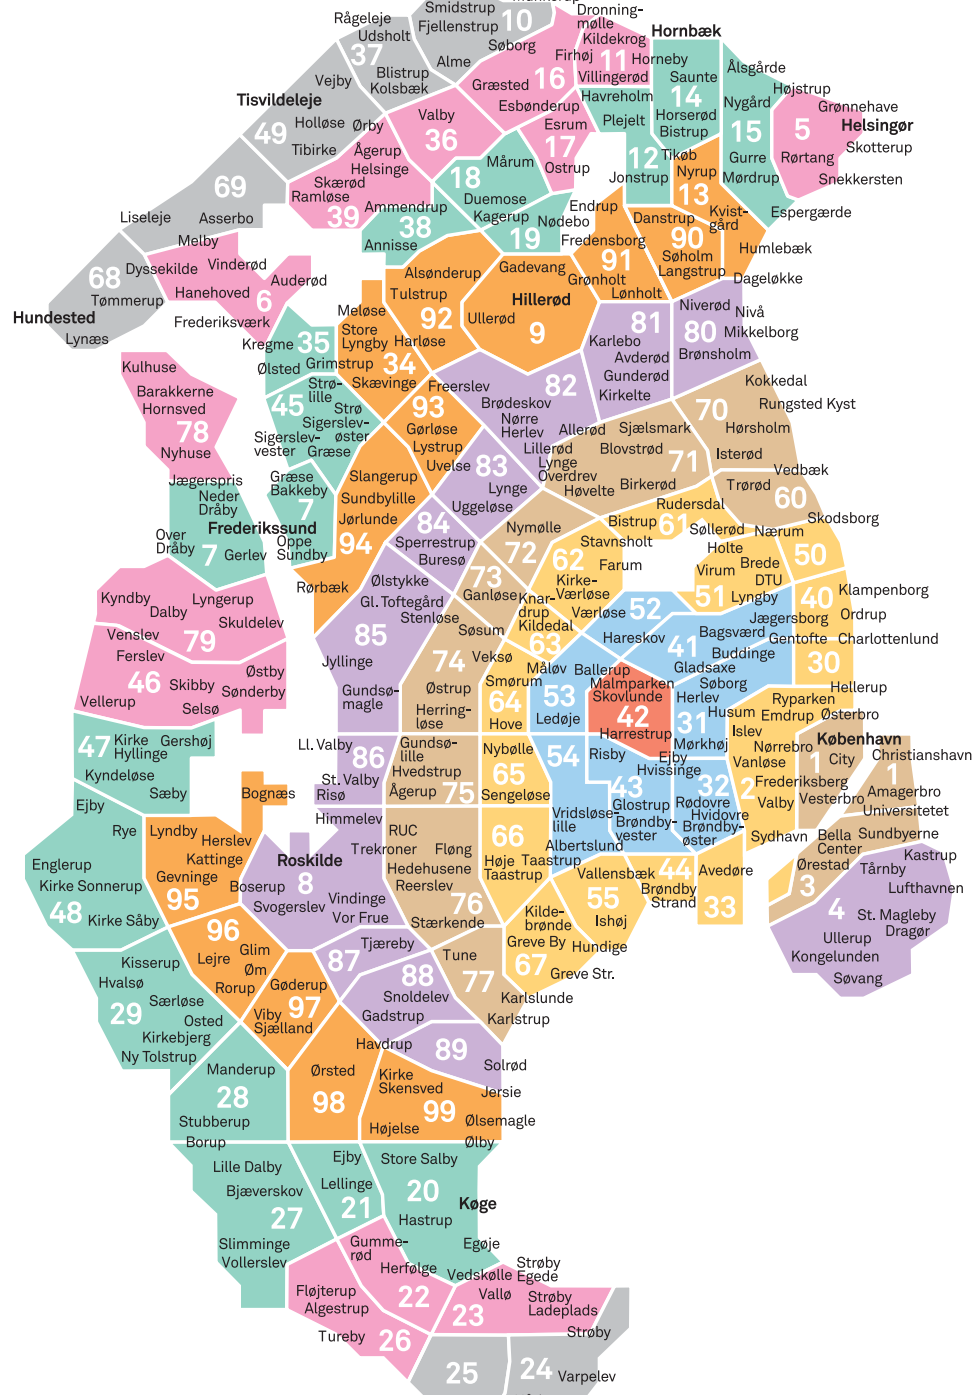 Smidstrup
Fjellenstrup
10
Søborg
Alme
Rågeleje
Udsholt
37
Blistrup
Kolsbæk
Vejby
Dronning-
mølle
Kildekrog
Firhøj
11
Villingerød
16
Græsted
Esbønderup
Hornbæk
Horneby
Saunte
14
Horserød
Bistrup
Havreholm
Plejelt
12
Jonstrup
Ålsgårde
Højstrup
Nygård
15
Gurre
Mørdrup
Grønnehave
5
Helsingør
Skotterup
Rørtang
Snekkersten
Espergærde
Tisvildeleje
49
Holløse
Ørby
Tibirke
Valby
36
Esrum
17
Ostrup
Ågerup
Helsinge
Skærød
Ramløse
39
Mårum
18
Duemose
Kagerup
Nødebo
19
Ammendrup
38
Annisse
Tikøb
Nyrup
13
Kvist-
gård
Endrup
Danstrup
90
Søholm
Langstrup
Fredensborg
91
Grønholt
Lønholt
Humlebæk
Dageløkke
69
Liseleje
Asserbo
Melby
68
Dyssekilde
Vinderød
Auderød
Hanehoved
6
Tømmerup
Hundested
Lynæs
Frederiksværk
Alsønderup
Tulstrup
92
Harløse
Gadevang
Hillerød
Ullerød
9
Meløse
Store
Lyngby
34
Skævinge
Kregme
35
Ølsted
Grimstrup
81
Karlebo
Avderød
Gunderød
Kirkelte
Niverød
Nivå
80
Mikkelborg
Brønsholm
Kulhuse
Barakkerne
Hornsved
78
Nyhuse
Jægerspris
Strø-
lille
45
Strø
Sigerslev-
øster
Sigerslev-
vester
Græse
Freerslev
93
Gørløse
Lystrup
Uvelse
82
Brødeskov
Nørre
Herlev
Allerød
Lillerød
Lynge
Overdrev
Høvelte
Kokkedal
70
Rungsted Kyst
Hørsholm
Isterød
Sjælsmark
Blovstrød
71
Birkerød
Vedbæk
Trørød
60
Skodsborg
Græse
Bakkeby
7
Oppe
Sundby
Neder
Dråby
Frederikssund
Over
Dråby
7
Gerlev
Slangerup
Sundbylille
Jørlunde
94
Rørbæk
83
Lynge
Uggeløse
84
Sperrestrup
Buresø
Nymølle
72
Rudersdal
Bistrup
61
Søllerød
Nærum
Stavnsholt
62
Farum
Kirke-
Værløse
Værløse
Holte
Virum
Brede
DTU
51
Lyngby
50
Klampenborg
40
Ordrup
Jægersborg
Gentofte
Charlottenlund
30
Hellerup
Kyndby
Lyngerup
Dalby
Skuldelev
79
Venslev
Ferslev
46
Østby
Skibby
Sønderby
Vellerup
Selsø
Ølstykke
Gl. Toftegård
Stenløse
85
Jyllinge
Gundsø-
magle
73
Ganløse
Søsum
Knar-
drup
Kildedal
63
52
Hareskov
41
Bagsværd
Buddinge
Gladsaxe
Søborg
Herlev
Måløv
Ballerup
Malmparken
Skovlunde
42
Harrestrup
53
Ledøje
74
Veksø
Østrup
Herring-
løse
Smørum
64
Hove
31
Mørkhøj
Husum
Islev
Ryparken
Emdrup
Østerbro
Nørrebro
Vanløse
Frederiksberg
2
Valby
København
1
City
Vesterbro
Christianshavn
1
Amagerbro
Universitetet
Sundbyerne
Bella
Center
Ørestad
3
Sydhavn
47
Kirke
Hyllinge
Gershøj
Kyndeløse
Sæby
Ejby
Ll. Valby
86
St. Valby
Risø
Bognæs
Himmelev
Gundsø-
lille
Hvedstrup
Ågerup
75
Nybølle
65
Sengeløse
54
Risby
Ejby
Hvissinge
43
Glostrup
Brøndby-
vester
32
Rødovre
Hvidovre
Brøndby-
øster
Vridsløse-
lille
Albertslund
Rye
Englerup
Kirke Sonnerup
48
Kirke Såby
Lyndby
Herslev
Kattinge
Gevninge
95
Roskilde
Boserup
8
Svogerslev
Vindinge
Vor Frue
RUC
Trekroner
Fløng
Hedehusene
Reerslev
76
Stærkende
66
Høje
Taastrup
Taastrup
Vallensbæk
55
Ishøj
44
Brøndby
Strand
Avedøre
33
Kastrup
Tårnby
Lufthavnen
4
St. Magleby
Dragør
Ullerup
Kongelunden
Søvang
96
Glim
Lejre
Øm
Rorup
Kisserup
Hvalsø
Særløse
29
Osted
Kirkebjerg
Ny Tolstrup
Tjæreby
87
88
Snoldelev
Gadstrup
Tune
77
Karlslunde
Karlstrup
Kilde-
brønde
Greve By
Hundige
67
Greve Str.
Gøderup
97
Viby
Sjælland
Havdrup
89
Solrød
Jersie
Manderup
28
Stubberup
Borup
Ørsted
98
Kirke
Skensved
99
Højelse
Ølsemagle
Ølby
Lille Dalby
Bjæverskov
27
Slimminge
Vollerslev
Ejby
Lellinge
21
Store Salby
20
Køge
Hastrup
Egøje
Gumme-
rød
Herfølge
22
Vedskølle
Strøby
Egede
Vallø
23
Strøby
Ladeplads
Strøby
Fløjterup
Algestrup
Tureby
26
25
24
Varpelev